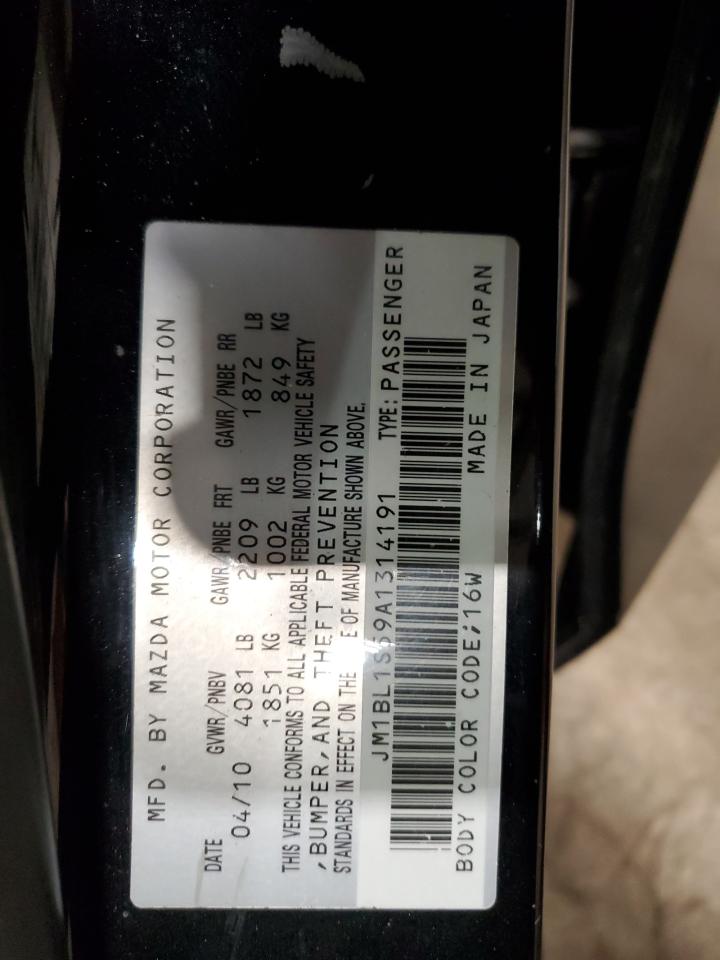 MFD. BY MAZDA MOTOR CORPORATION
DATE GVWR/PNBV GAWR/PNBE FRT GAWR/PNBE RR
04/10 4081 LB 2209 LB 1872 LB
1851 KG 1002 KG 849 KG
THIS VEHICLE CONFORMS TO ALL APPLICABLE FEDERAL MOTOR VEHICLE SAFETY
,BUMPER,AND THEFT PREVENTION
STANDARDS IN EFFECT ON THE OF MANUFACTURE SHOWN ABOVE.
JM1BL1S59A1314191 TYPE: PASSENGER
BODY COLOR CODE;16W MADE IN JAPAN